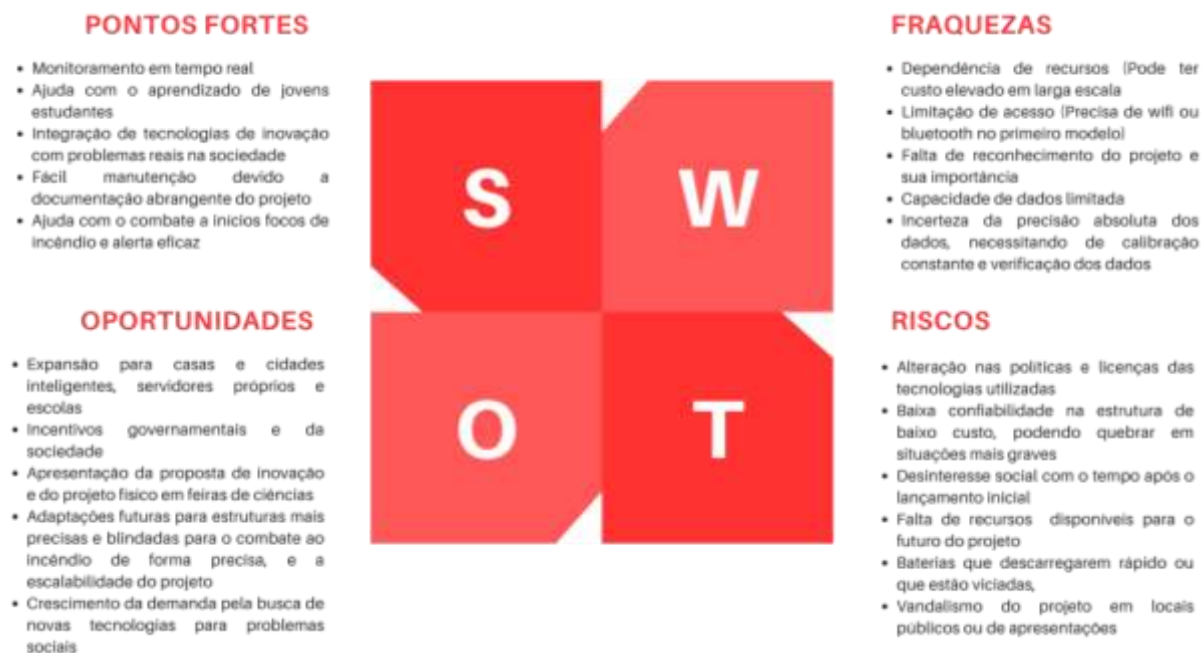 PONTOS FORTES
• Monitoramento em tempo real
• Ajuda com o aprendizado de jovens
estudantes
• Integração de tecnologias de inovação
com problemas reais na sociedade
• Fácil manutenção devido a
documentação abrangente do projeto
• Ajuda com o combate a inícios focos de
incêndio e alerta eficaz
FRAQUEZAS
• Dependência de recursos (Pode ter
custo elevado em larga escala
• Limitação de acesso (Precisa de wifi ou
bluetooth no primeiro modelo)
• Falta de reconhecimento do projeto e
sua importância
• Capacidade de dados limitada
• Incerteza da precisão absoluta dos
dados, necessitando de calibração
constante e verificação dos dados
S
W
O
T
OPORTUNIDADES
• Expansão para casas e cidades
inteligentes, servidores próprios e
escolas
• Incentivos governamentais e da
sociedade
• Apresentação da proposta de inovação
e do projeto físico em feiras de ciências
• Adaptações futuras para estruturas mais
precisas e blindadas para o combate ao
incêndio de forma precisa, e a
escalabilidade do projeto
• Crescimento da demanda pela busca de
novas tecnologias para problemas
sociais
RISCOS
• Alteração nas políticas e licenças das
tecnologias utilizadas
• Baixa confiabilidade na estrutura de
baixo custo, podendo quebrar em
situações mais graves
• Desinteresse social com o tempo após o
lançamento inicial
• Falta de recursos disponíveis para o
futuro do projeto
• Baterias que descarregarem rápido ou
que estão viciadas,
• Vandalismo do projeto em locais
públicos ou de apresentações